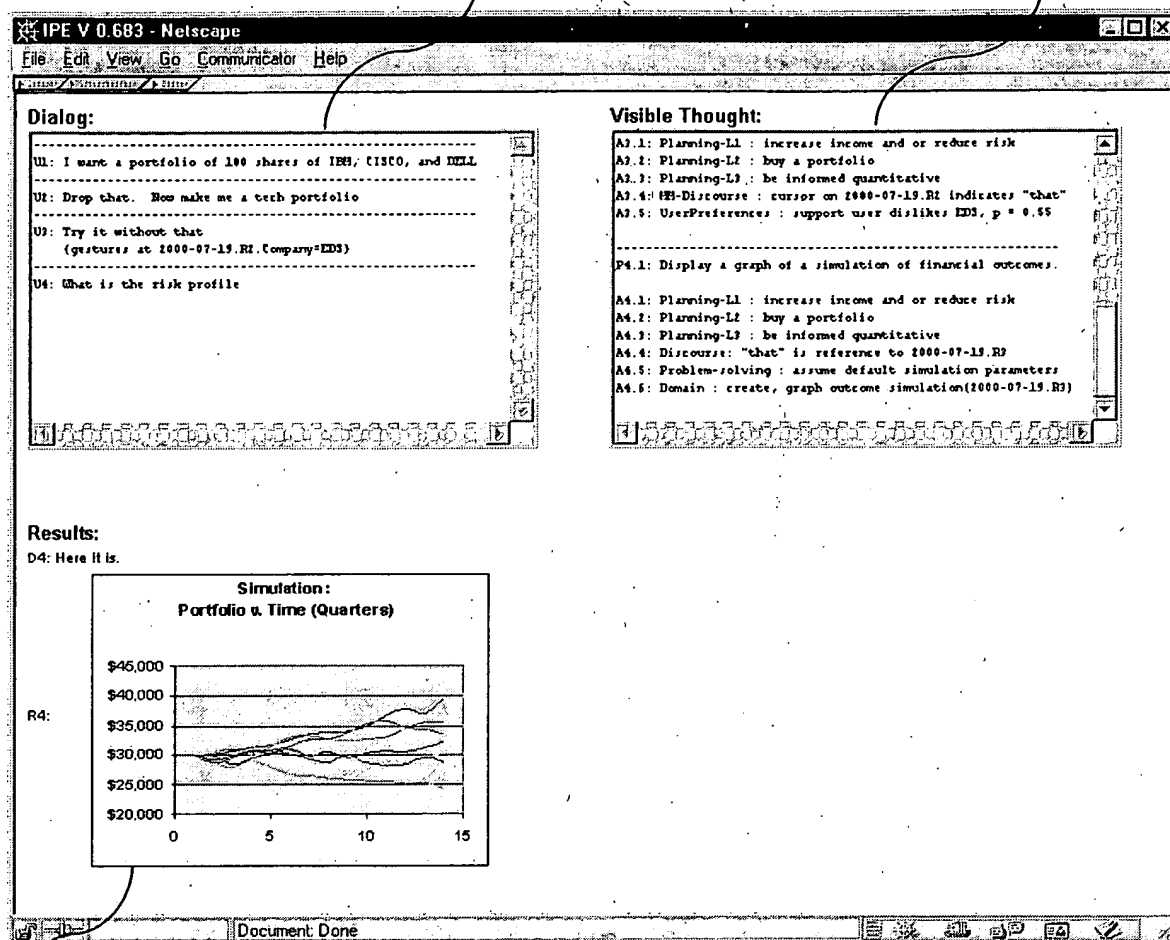 IPE V 0.683 - Netscape
File Edit View Go Communicator Help
Dialog:
U1: I want a portfolio of 100 shares of IBM, CISCO, and DELL
U2: Drop that. Now make me a tech portfolio
U3: Try it without that
{gestures at 2000-07-19.R2.Company=EDS}
U4: What is the risk profile
Visible Thought:
A3.1: Planning-L1 : increase income and or reduce risk
A3.2: Planning-L2 : buy a portfolio
A3.3: Planning-L3 : be informed quantitative
A3.4: MM-Discourse : cursor on 2000-07-19.R2 indicates "that"
A3.5: UserPreferences : support user dislikes EDS, p = 0.55
P4.1: Display a graph of a simulation of financial outcomes.
A4.1: Planning-L1 : increase income and or reduce risk
A4.2: Planning-L2 : buy a portfolio
A4.3: Planning-L3 : be informed quantitative
A4.4: Discourse: "that" is reference to 2000-07-19.R3
A4.5: Problem-solving : assume default simulation parameters
A4.6: Domain : create, graph outcome simulation(2000-07-19.R3)
Results:
D4: Here it is.
Simulation:
Portfolio v. Time (Quarters)
R4:
$45,000
$40,000
$35,000
$30,000
$25,000
$20,000
0 5 10 15
Document: Done